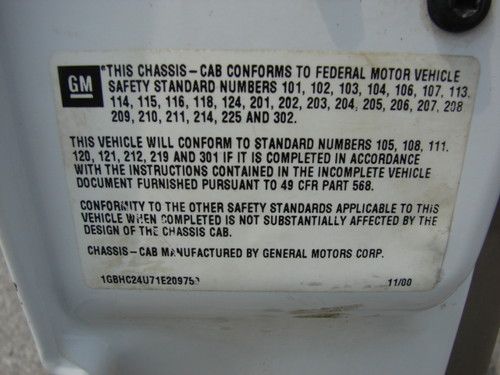 GM "THIS CHASSIS-CAB CONFORMS TO FEDERAL MOTOR VEHICLE
SAFETY STANDARD NUMBERS 101, 102, 103, 104, 106, 107, 113,
114, 115, 116, 118, 124, 201, 202, 203, 204, 205, 206, 207, 208
209, 210, 211, 214, 225 AND 302.
THIS VEHICLE WILL CONFORM TO STANDARD NUMBERS 105, 108, 111,
120, 121, 212, 219 AND 301 IF IT IS COMPLETED IN ACCORDANCE
WITH THE INSTRUCTIONS CONTAINED IN THE INCOMPLETE VEHICLE
DOCUMENT FURNISHED PURSUANT TO 49 CFR PART 568.
CONFORMITY TO THE OTHER SAFETY STANDARDS APPLICABLE TO THIS
VEHICLE WHEN COMPLETED IS NOT SUBSTANTIALLY AFFECTED BY THE
DESIGN OF THE CHASSIS CAB.
CHASSIS-CAB MANUFACTURED BY GENERAL MOTORS CORP.
11/00